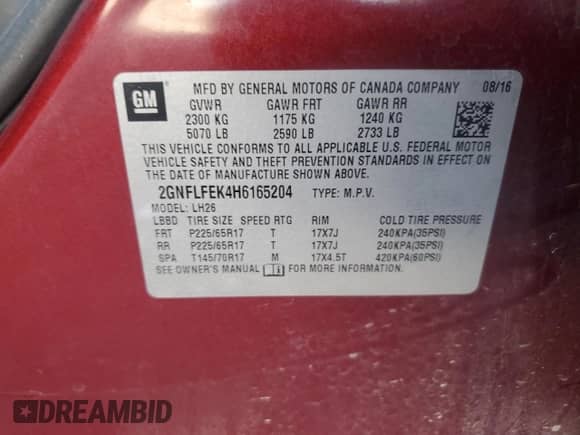 GM
MFD BY GENERAL MOTORS OF CANADA COMPANY 08/16
GVWR GAWR FRT GAWR RR
2300 KG 1175 KG 1240 KG
5070 LB 2590 LB 2733 LB
THIS VEHICLE CONFORMS TO ALL APPLICABLE U.S. FEDERAL MOTOR
VEHICLE SAFETY AND THEFT PREVENTION STANDARDS IN EFFECT ON
THE DATE OF MANUFACTURE SHOWN ABOVE.
2GNFLFEK4H6165204 TYPE: M.P.V.
MODEL: LH26
LBBD TIRE SIZE SPEED RTG RIM COLD TIRE PRESSURE
FRT P225/65R17 T 17X7J 240KPA(35PSI)
RR P225/65R17 T 17X7J 240KPA(35PSI)
SPA T145/70R17 M 17X4.5T 420KPA(60PSI)
SEE OWNER'S MANUAL FOR MORE INFORMATION.
DREAMBID